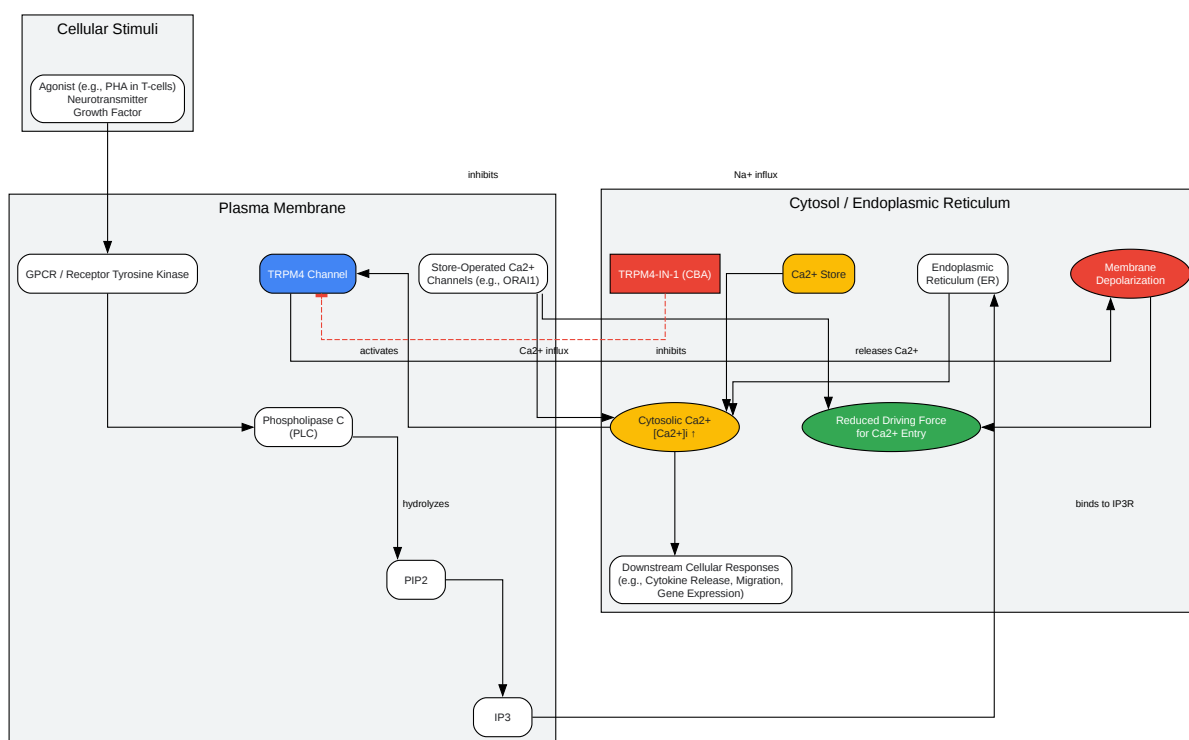 Cellular Stimuli
Agonist (e.g., PHA in T-cells)
Neurotransmitter
Growth Factor
inhibits
Na+ influx
Plasma Membrane
Cytosol / Endoplasmic Reticulum
GPCR / Receptor Tyrosine Kinase
TRPM4 Channel
Store-Operated Ca2+
Channels (e.g., ORAI1)
TRPM4-IN-1 (CBA)
Ca2+ Store
Endoplasmic
Reticulum (ER)
Membrane
Depolarization
activates
Ca2+ influx
inhibits
releases Ca2+
Phospholipase C
(PLC)
Cytosolic Ca2+
[Ca2+]i ↑
Reduced Driving Force
for Ca2+ Entry
hydrolyzes
binds to IP3R
PIP2
Downstream Cellular Responses
(e.g., Cytokine Release, Migration,
Gene Expression)
IP3